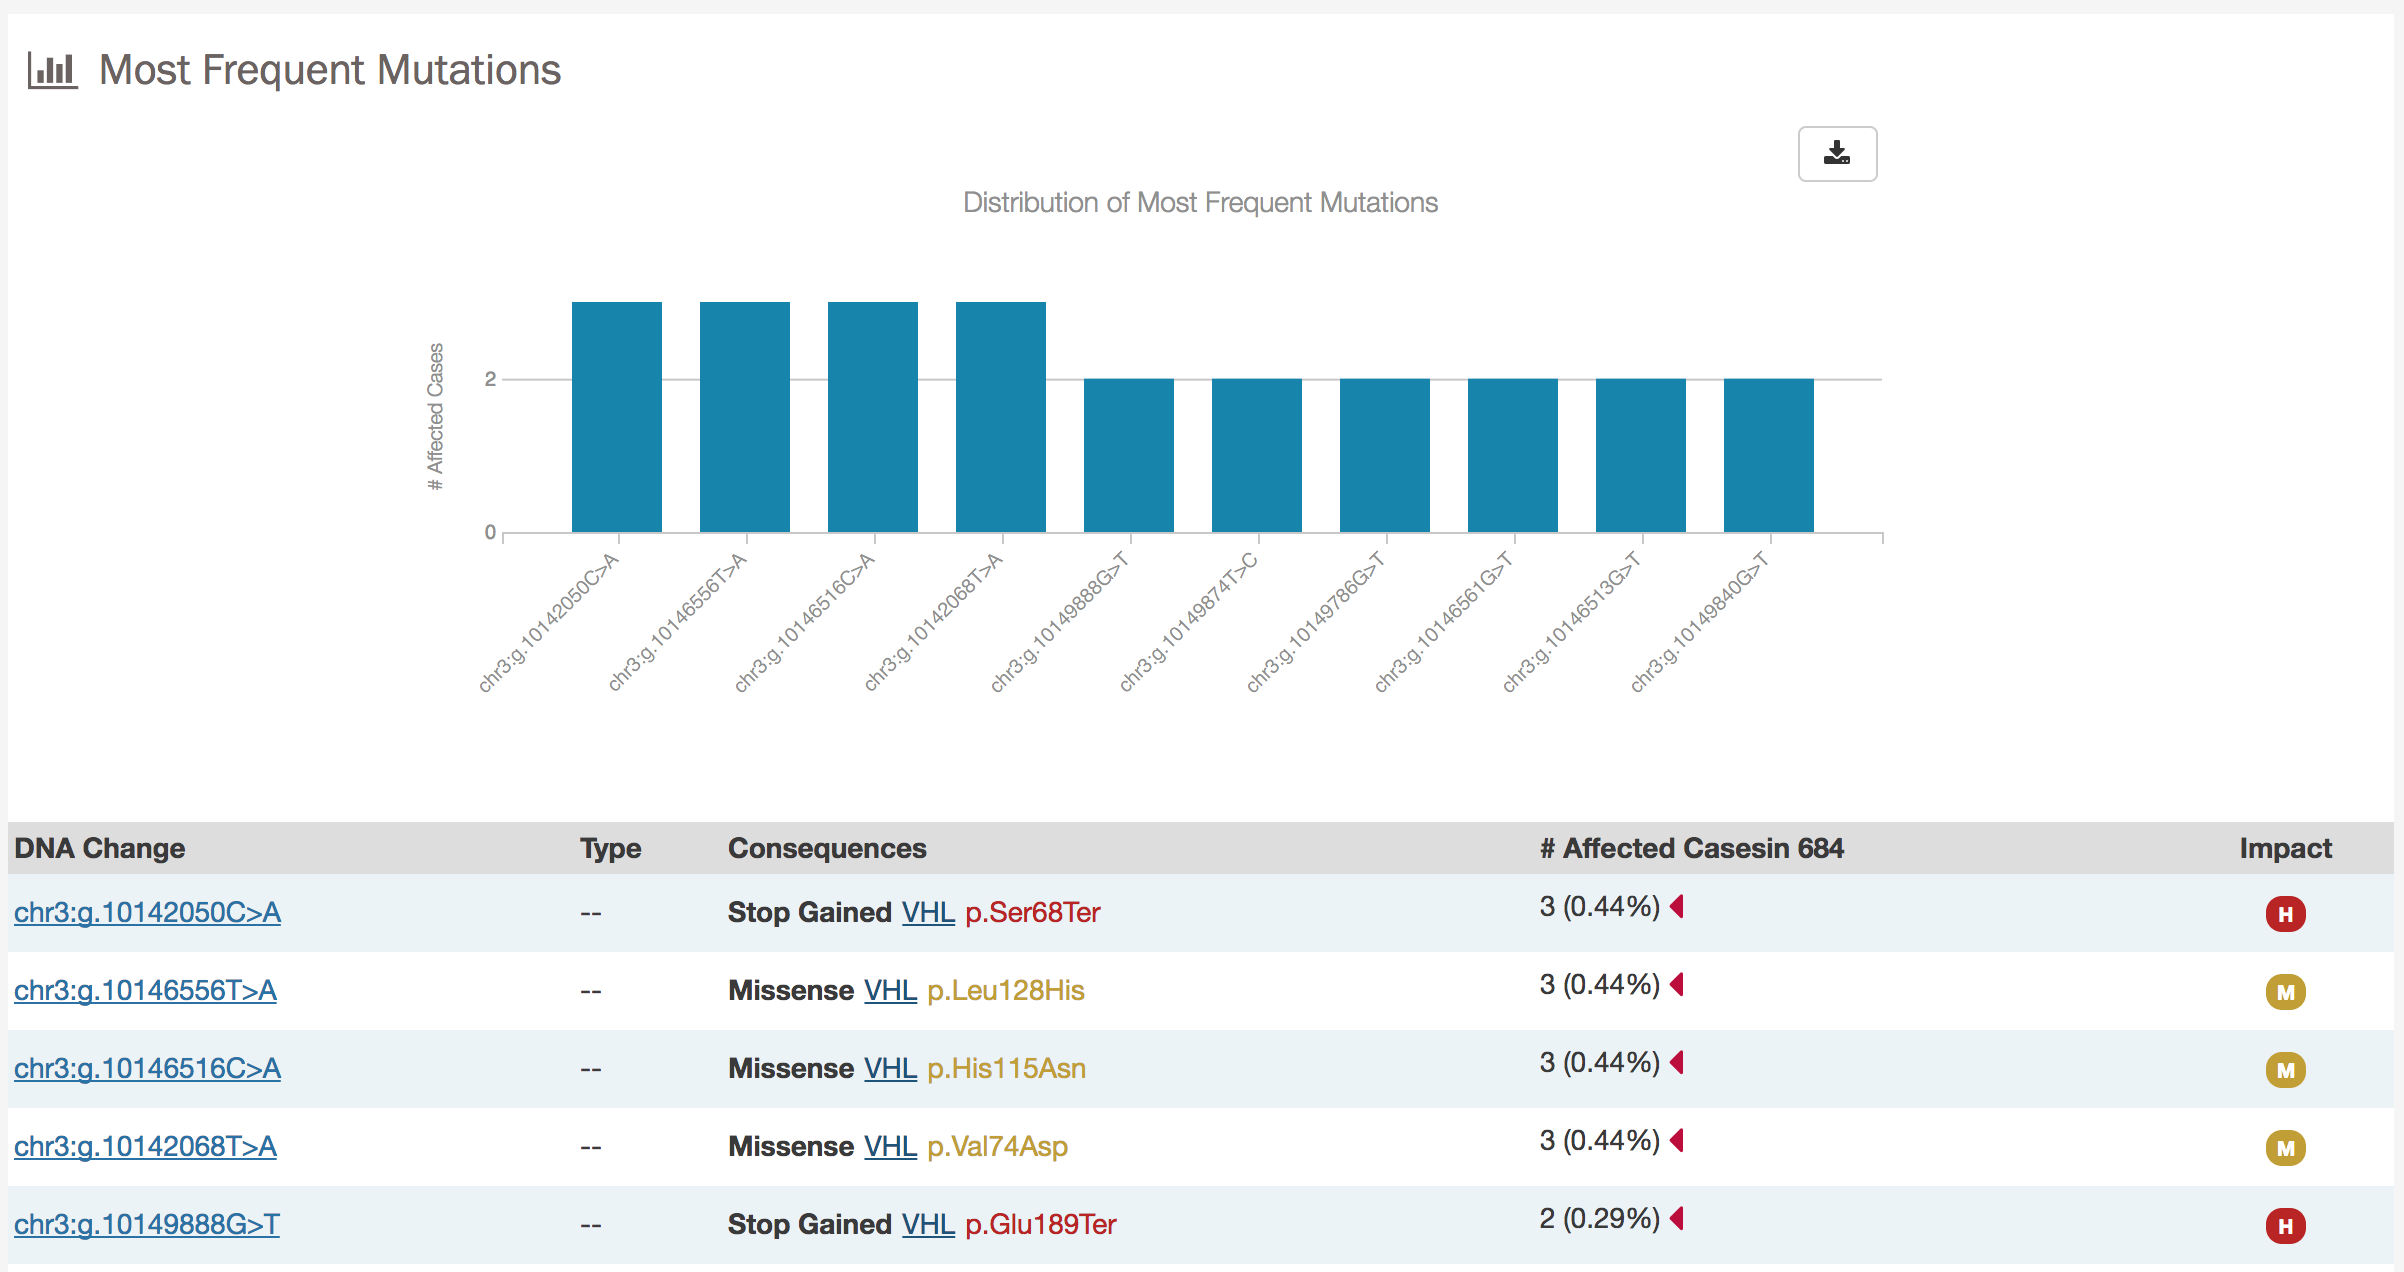 Most Frequent Mutations
Distribution of Most Frequent Mutations
# Affected Cases
2
0
chr3:g.10142050C>A
chr3:g.10146556T>A
chr3:g.10146516C>A
chr3:g.10142068T>A
chr3:g.10149888G>T
chr3:g.10149874T>C
chr3:g.10149786G>T
chr3:g.10146561G>T
chr3:g.10146513G>T
chr3:g.10149840G>T
DNA Change Type Consequences # Affected Casesin 684 Impact
chr3:g.10142050C>A -- Stop Gained VHL p.Ser68Ter 3 (0.44%) H
chr3:g.10146556T>A -- Missense VHL p.Leu128His 3 (0.44%) M
chr3:g.10146516C>A -- Missense VHL p.His115Asn 3 (0.44%) M
chr3:g.10142068T>A -- Missense VHL p.Val74Asp 3 (0.44%) M
chr3:g.10149888G>T -- Stop Gained VHL p.Glu189Ter 2 (0.29%) H